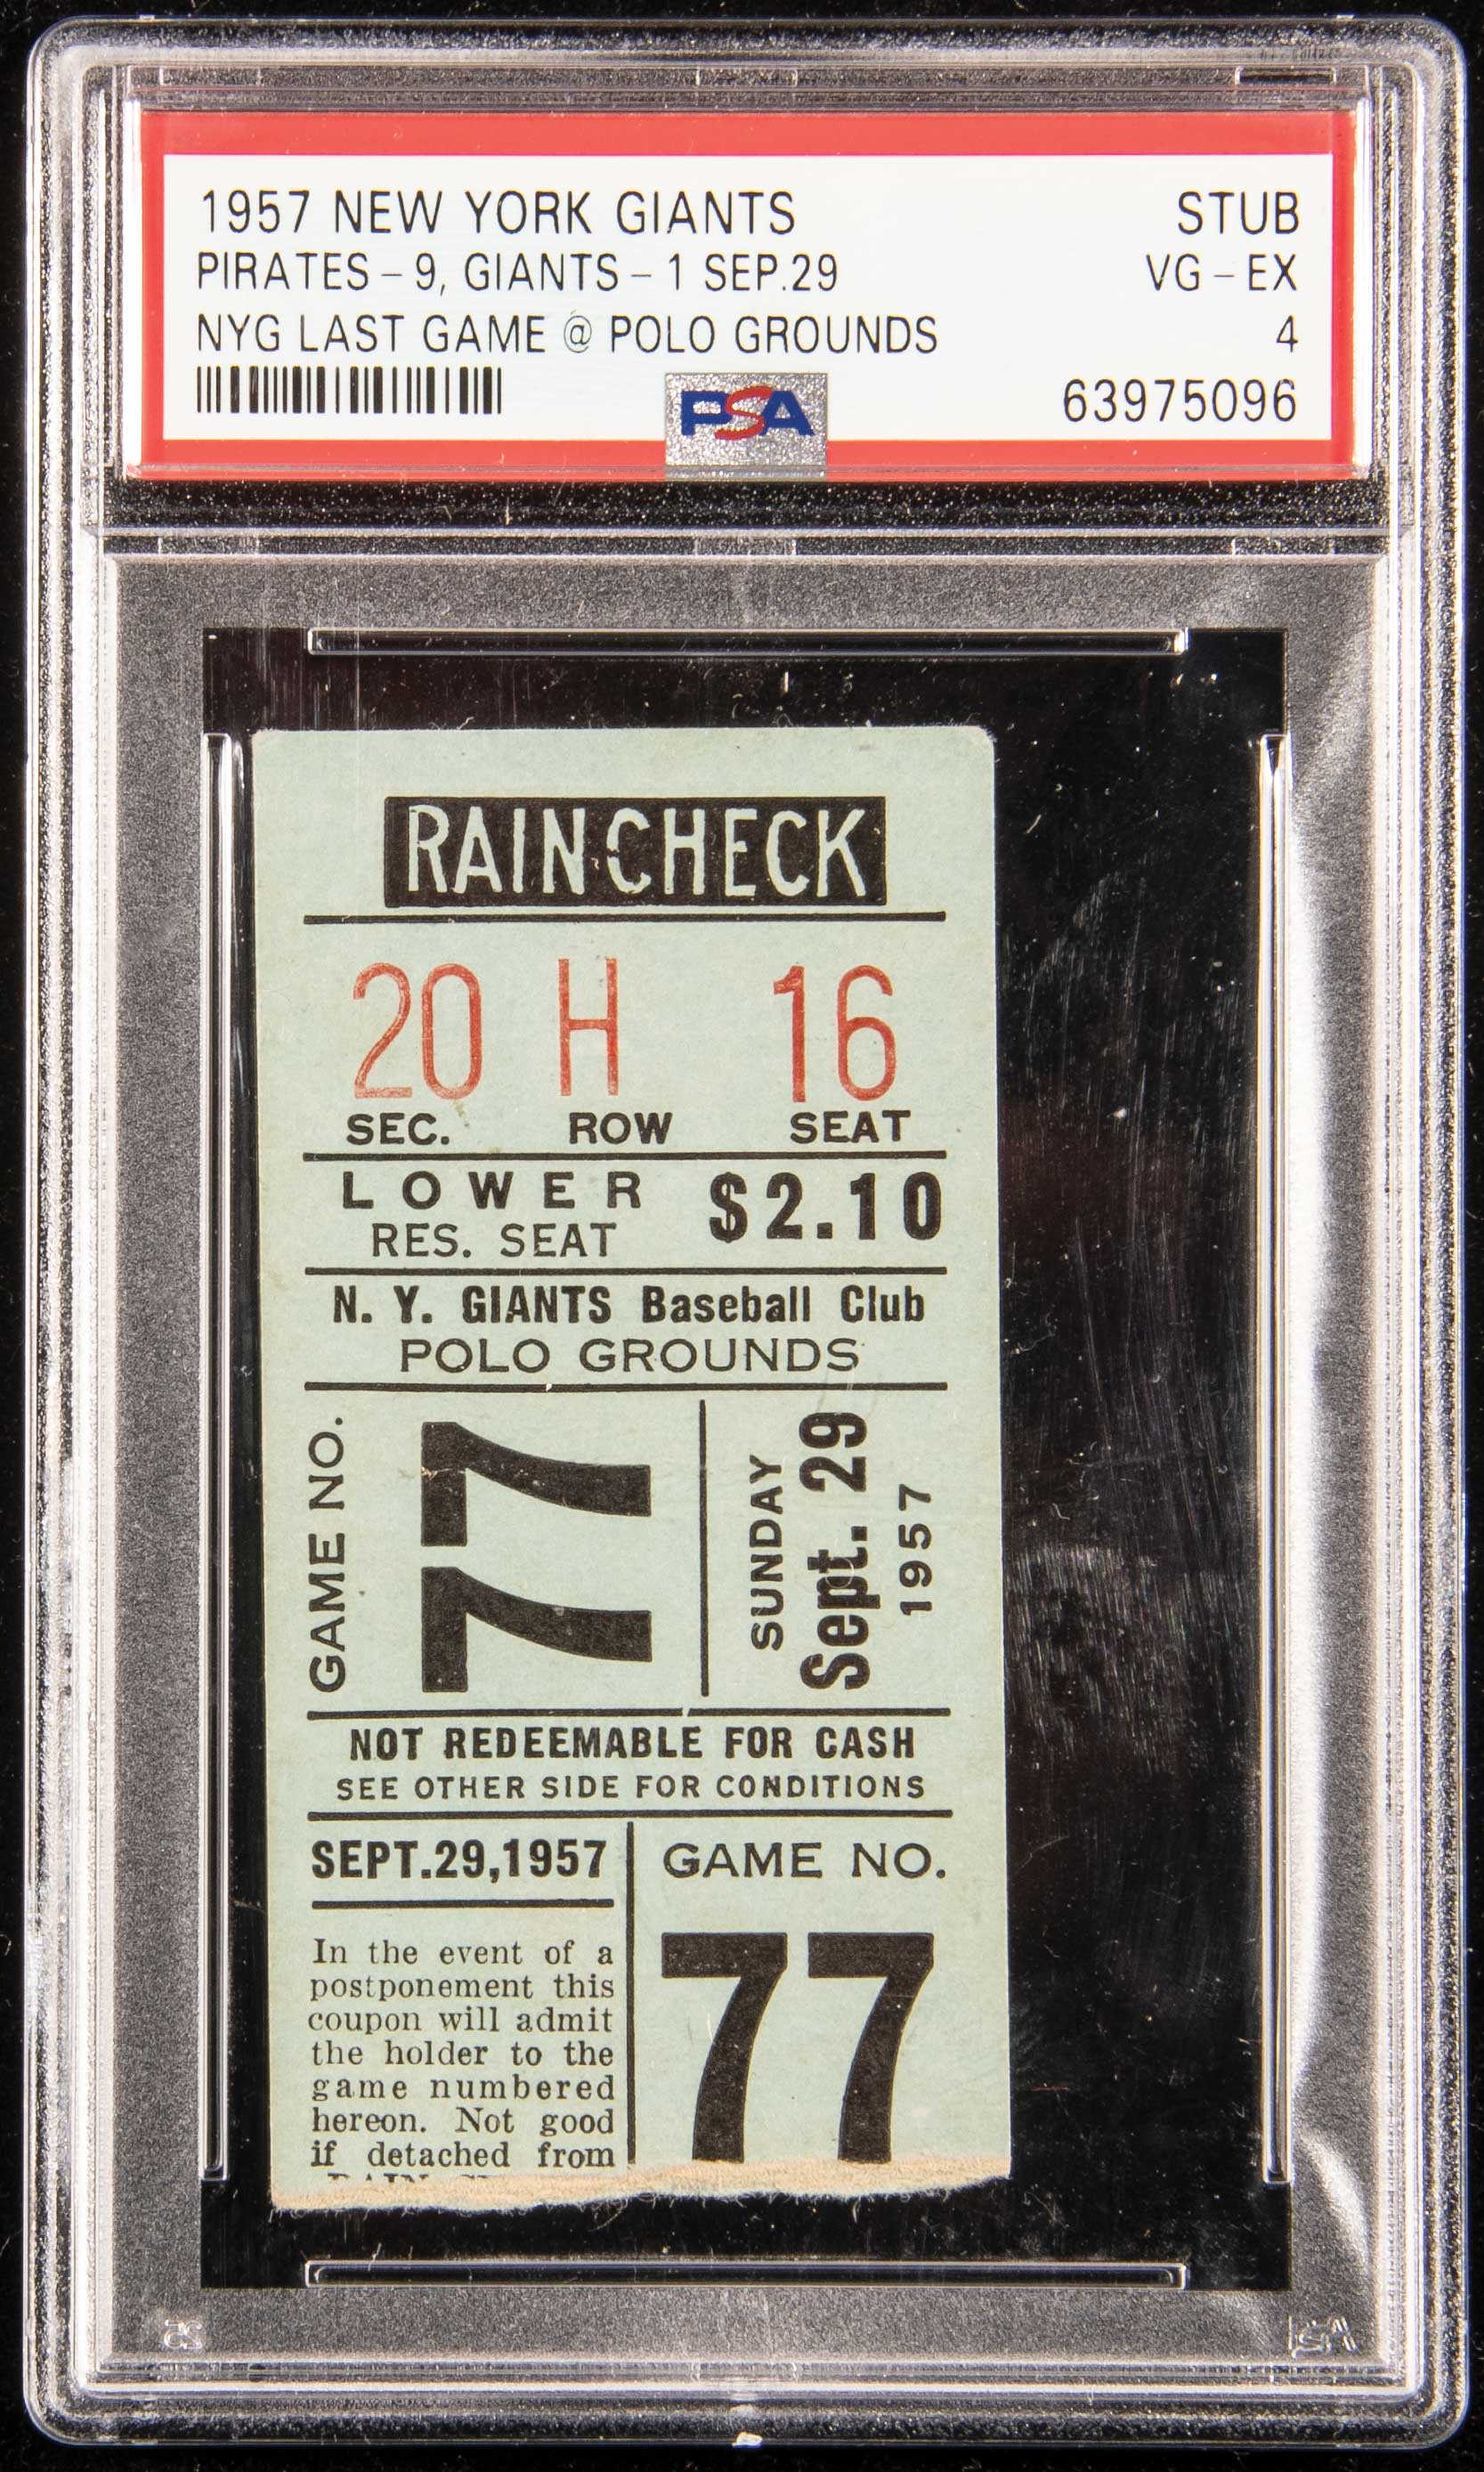 1957 NEW YORK GIANTS STUB
PIRATES - 9, GIANTS - 1 SEP.29 VG - EX
NYG LAST GAME @ POLO GROUNDS 4
PSA 63975096
RAIN CHECK
20 H 16
SEC. ROW SEAT
LOWER $2.10
RES. SEAT
N. Y. GIANTS Baseball Club
POLO GROUNDS
GAME NO.
77
SUNDAY
Sept. 29
1957
NOT REDEEMABLE FOR CASH
SEE OTHER SIDE FOR CONDITIONS
SEPT.29,1957
In the event of a
postponement this
coupon will admit
the holder to the
game numbered
hereon. Not good
if detached from
GAME NO.
77